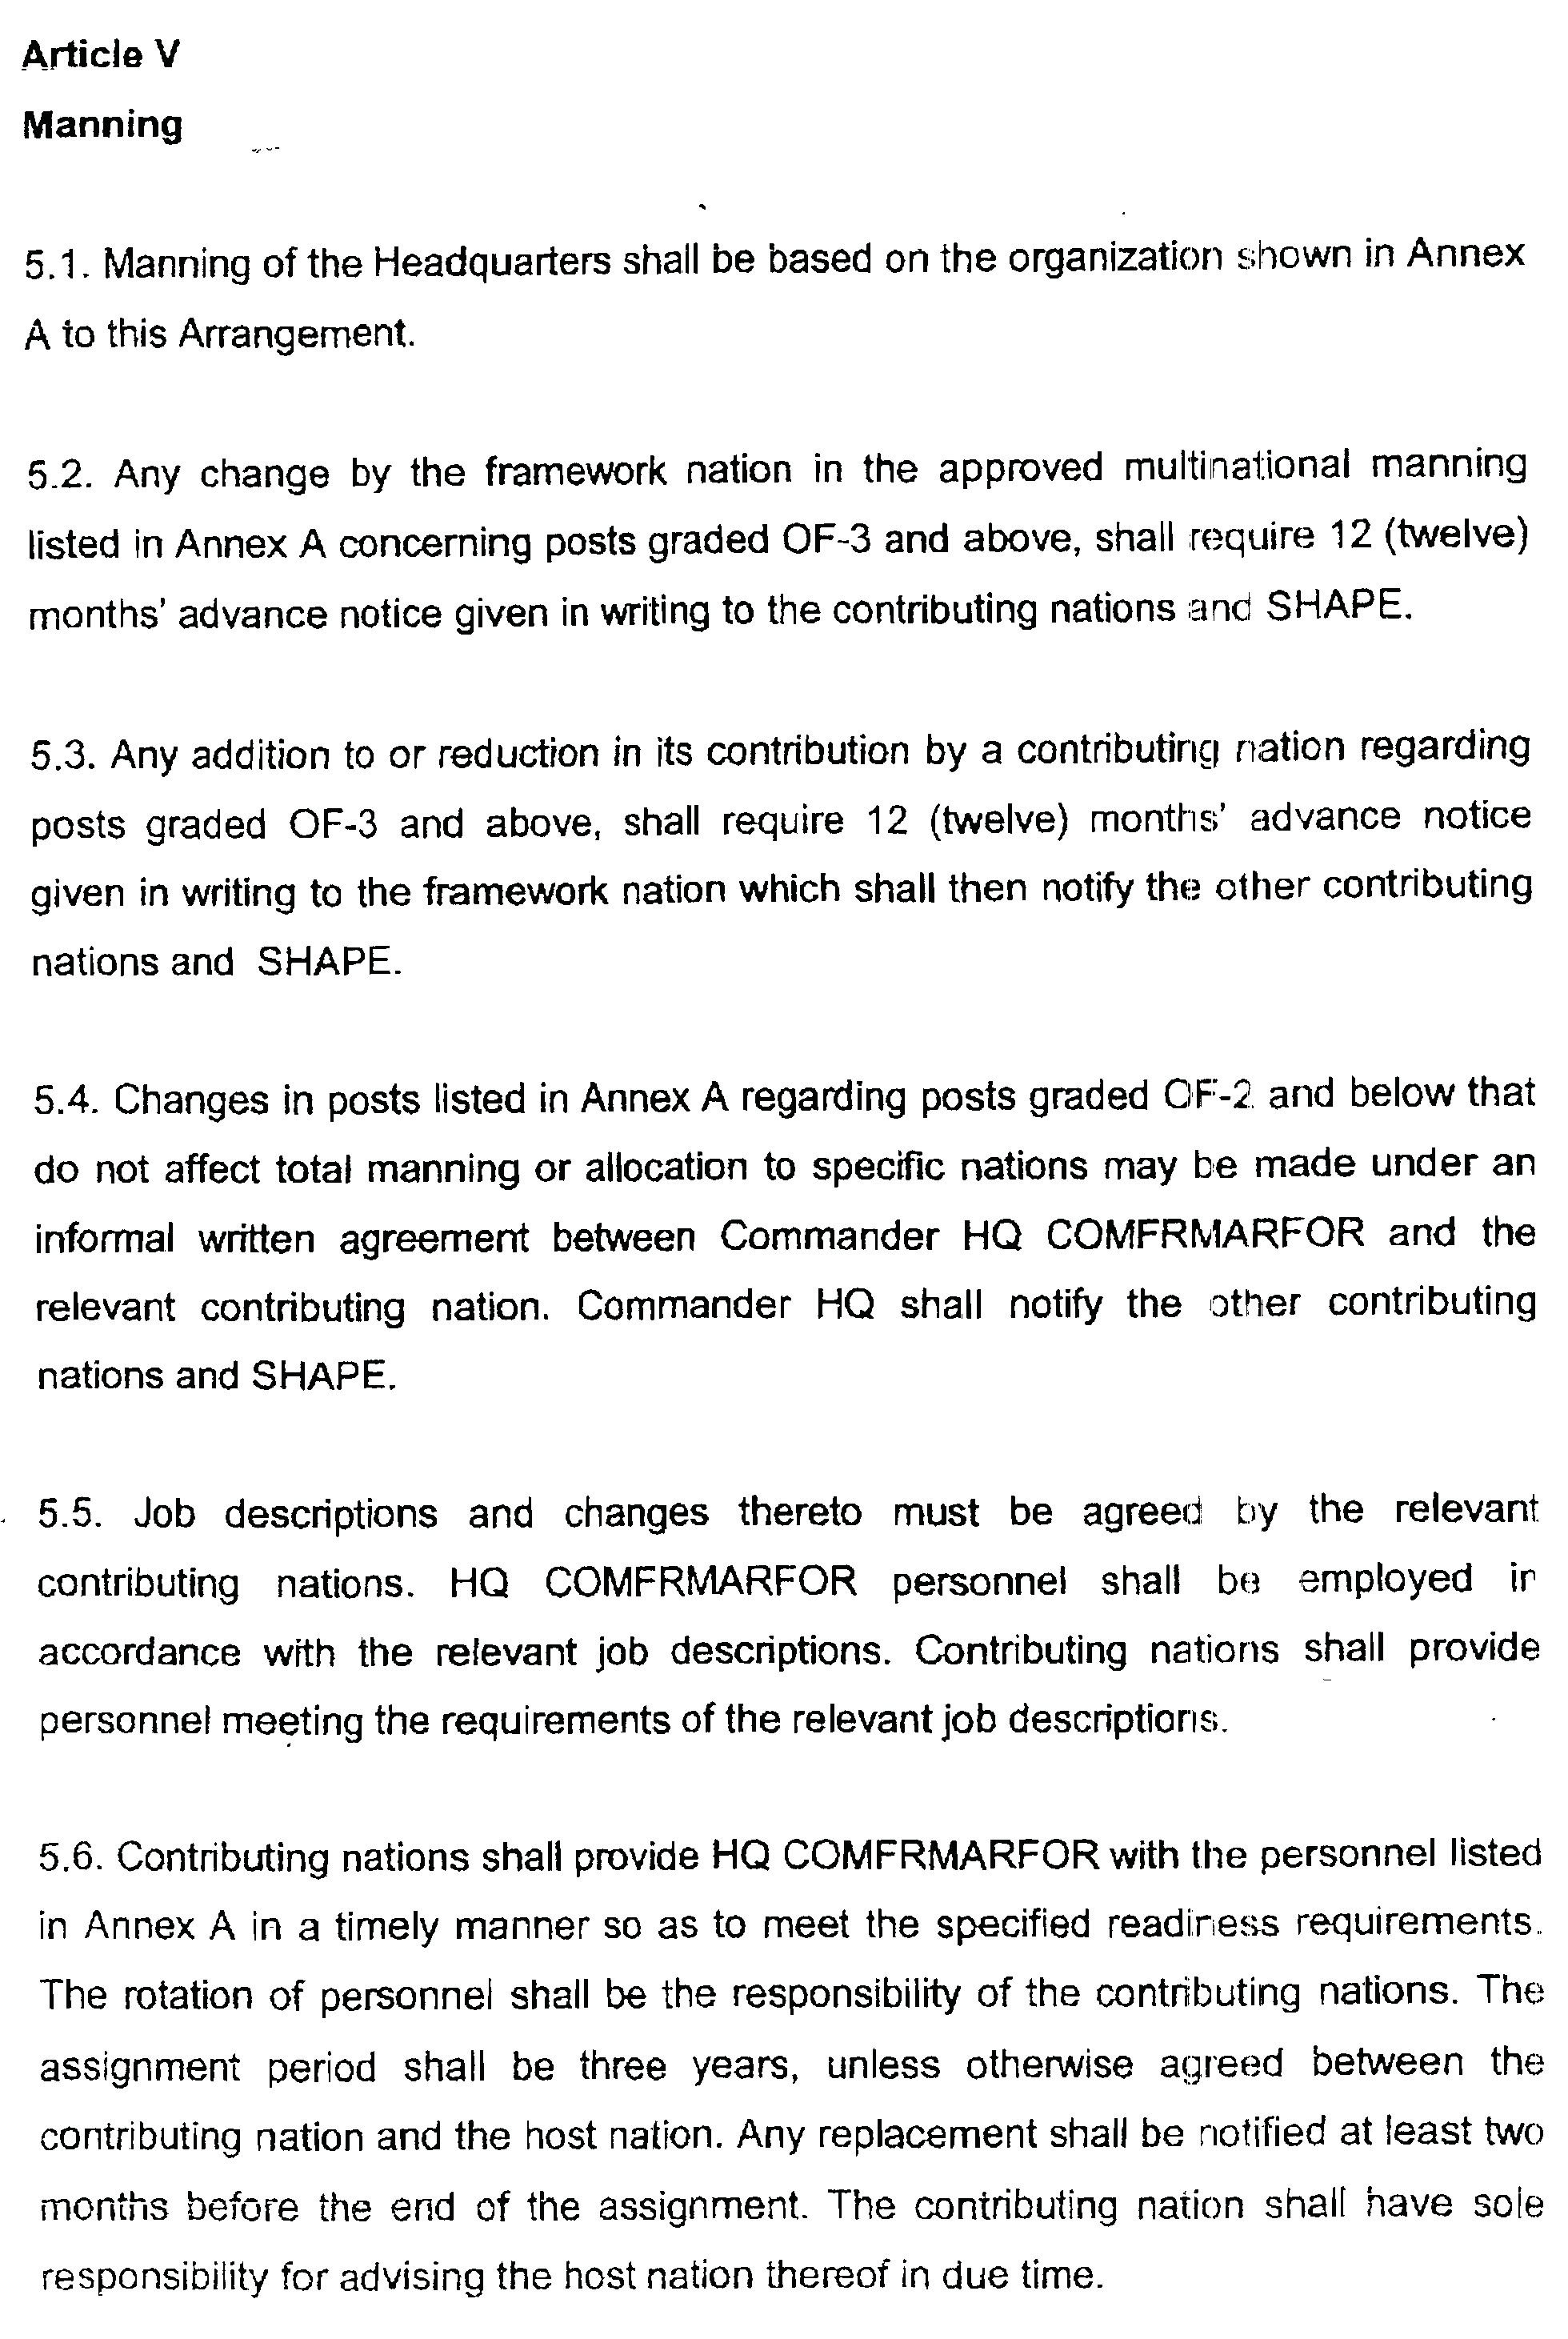 Article V
Manning
5.1. Manning of the Headquarters shall be based on the organization shown in Annex
A to this Arrangement.
5.2. Any change by the framework nation in the approved multinational manning
listed in Annex A concerning posts graded OF-3 and above, shall require 12 (twelve)
months' advance notice given in writing to the contributing nations and SHAPE.
5.3. Any addition to or reduction in its contribution by a contributing nation regarding
posts graded OF-3 and above, shall require 12 (twelve) months' advance notice
given in writing to the framework nation which shall then notify the other contributing
nations and SHAPE.
5.4. Changes in posts listed in Annex A regarding posts graded OF-2 and below that
do not affect total manning or allocation to specific nations may be made under an
informal written agreement between Commander HQ COMFRMARFOR and the
relevant contributing nation. Commander HQ shall notify the other contributing
nations and SHAPE.
5.5. Job descriptions and changes thereto must be agreed by the relevant
contributing nations. HQ COMFRMARFOR personnel shall be employed in
accordance with the relevant job descriptions. Contributing nations shall provide
personnel meeting the requirements of the relevant job descriptions.
5.6. Contributing nations shall provide HQ COMFRMARFOR with the personnel listed
in Annex A in a timely manner so as to meet the specified readiness requirements.
The rotation of personnel shall be the responsibility of the contributing nations. The
assignment period shall be three years, unless otherwise agreed between the
contributing nation and the host nation. Any replacement shall be notified at least two
months before the end of the assignment. The contributing nation shall have sole
responsibility for advising the host nation thereof in due time.